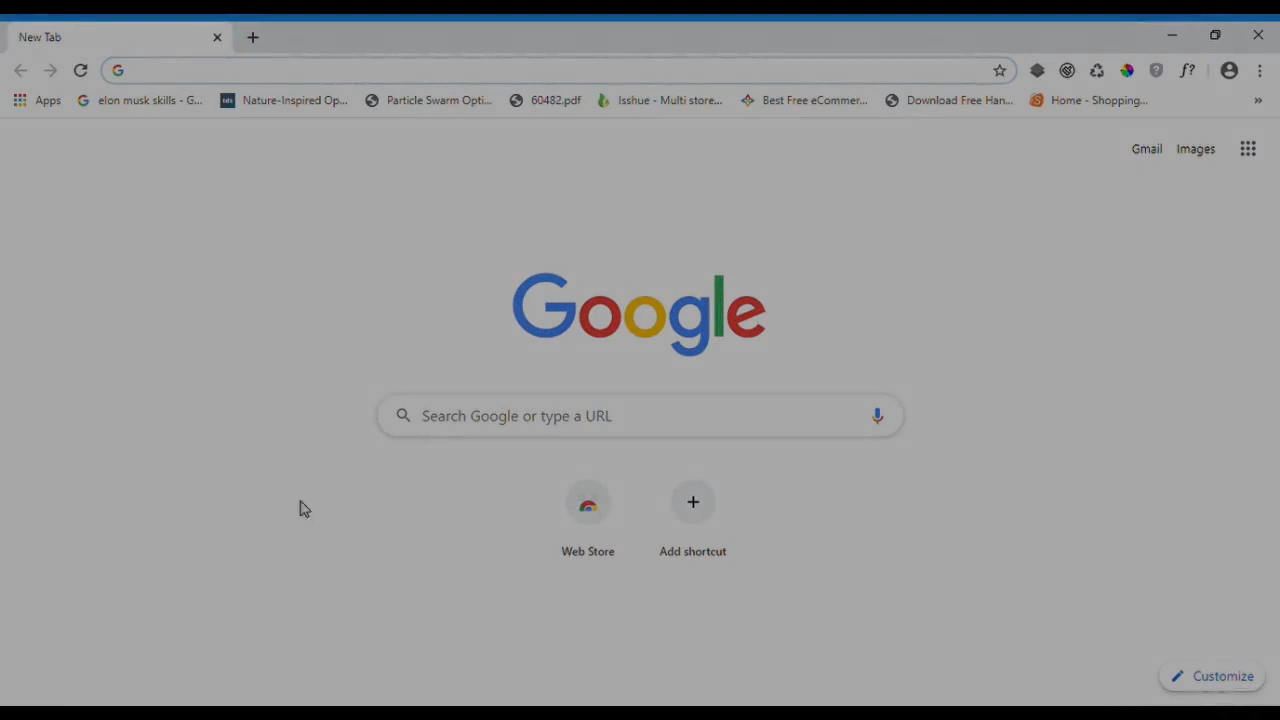 New Tab
Apps elon musk skills - G... Nature-Inspired Op... Particle Swarm Opti... 60482.pdf Isshue - Multi store... Best Free eCommer... Download Free Han... Home - Shopping...
Gmail Images
Google
Search Google or type a URL
Web Store Add shortcut
Customize